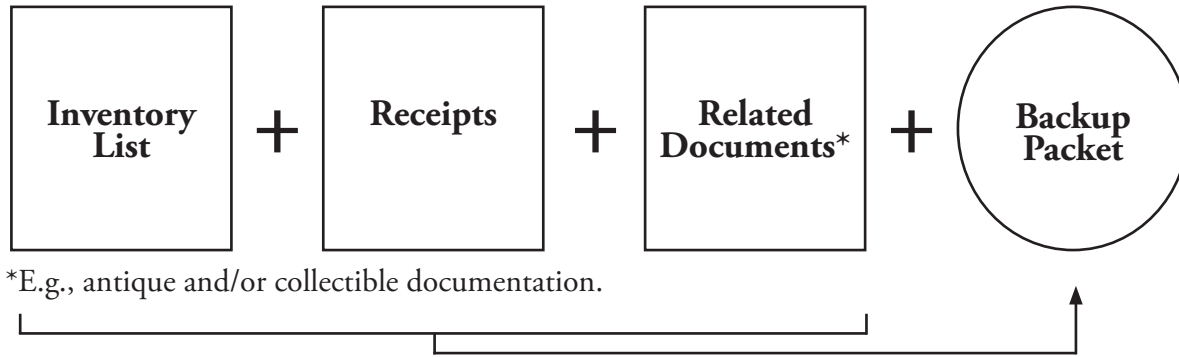 Inventory
List
+
Receipts
+
Related
Documents*
+
Backup
Packet
*E.g., antique and/or collectible documentation.